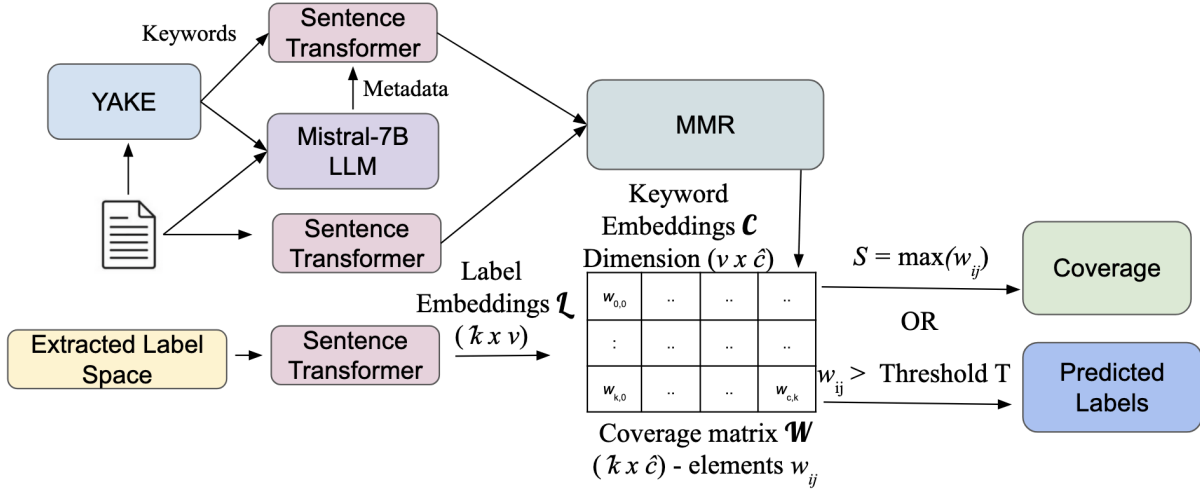 Keywords
Sentence
Transformer
YAKE
Metadata
Mistral-7B
LLM
MMR
Sentence
Transformer
Keyword
Embeddings 𝓒
Dimension (v x ĉ)
Label
Embeddings 𝓛
(k x v)
Extracted Label
Space
Sentence
Transformer
w0,0 .. .. ..
: .. ..
wk,0 .. .. wc,k
Coverage matrix 𝓦
(k x ĉ) - elements wij
S = max(wij)
Coverage
OR
wij > Threshold T
Predicted
Labels